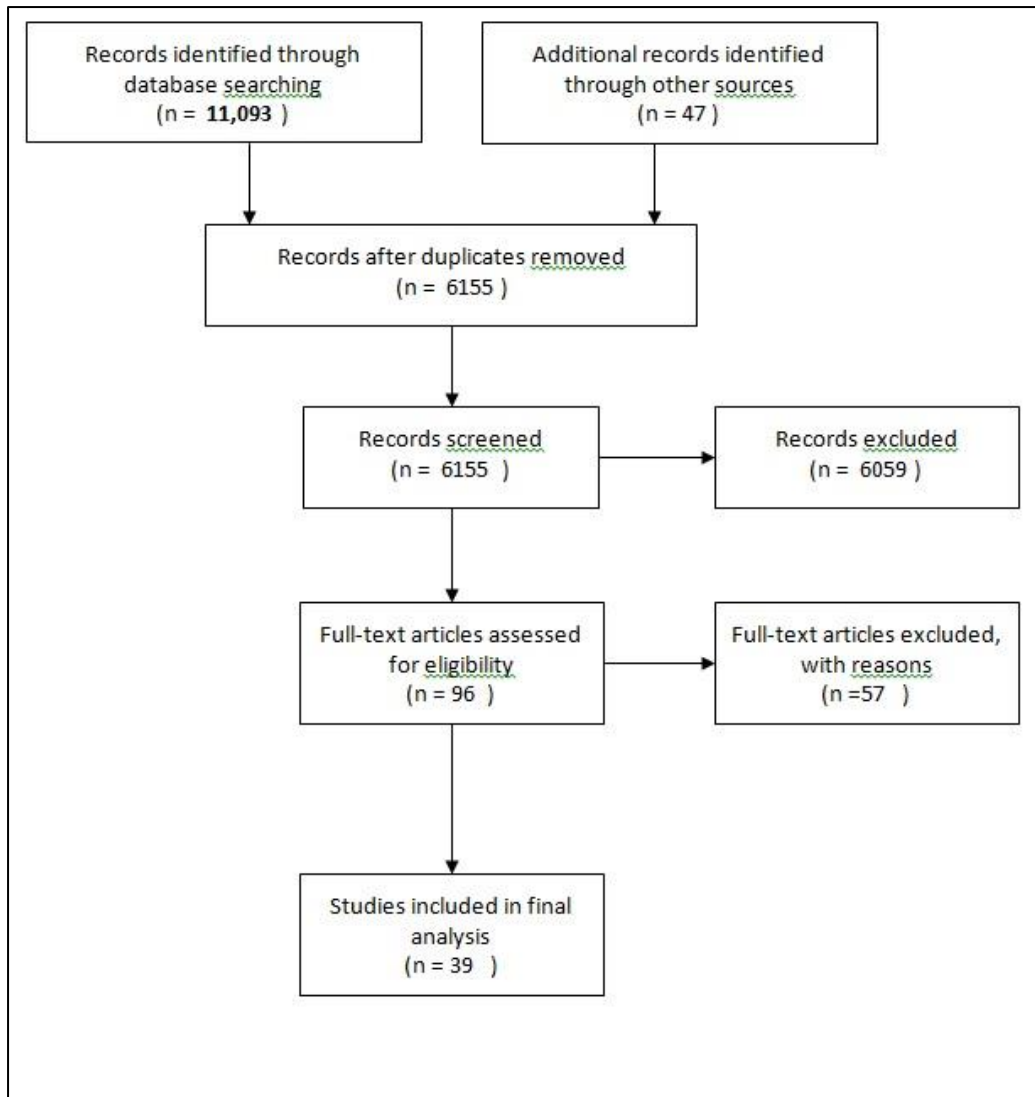 Records identified through
database searching
(n = 11,093 )
Additional records identified
through other sources
(n = 47 )
Records after duplicates removed
(n = 6155 )
Records screened
(n = 6155 )
Records excluded
(n = 6059 )
Full-text articles assessed
for eligibility
(n = 96 )
Full-text articles excluded,
with reasons
(n =57 )
Studies included in final
analysis
(n = 39 )